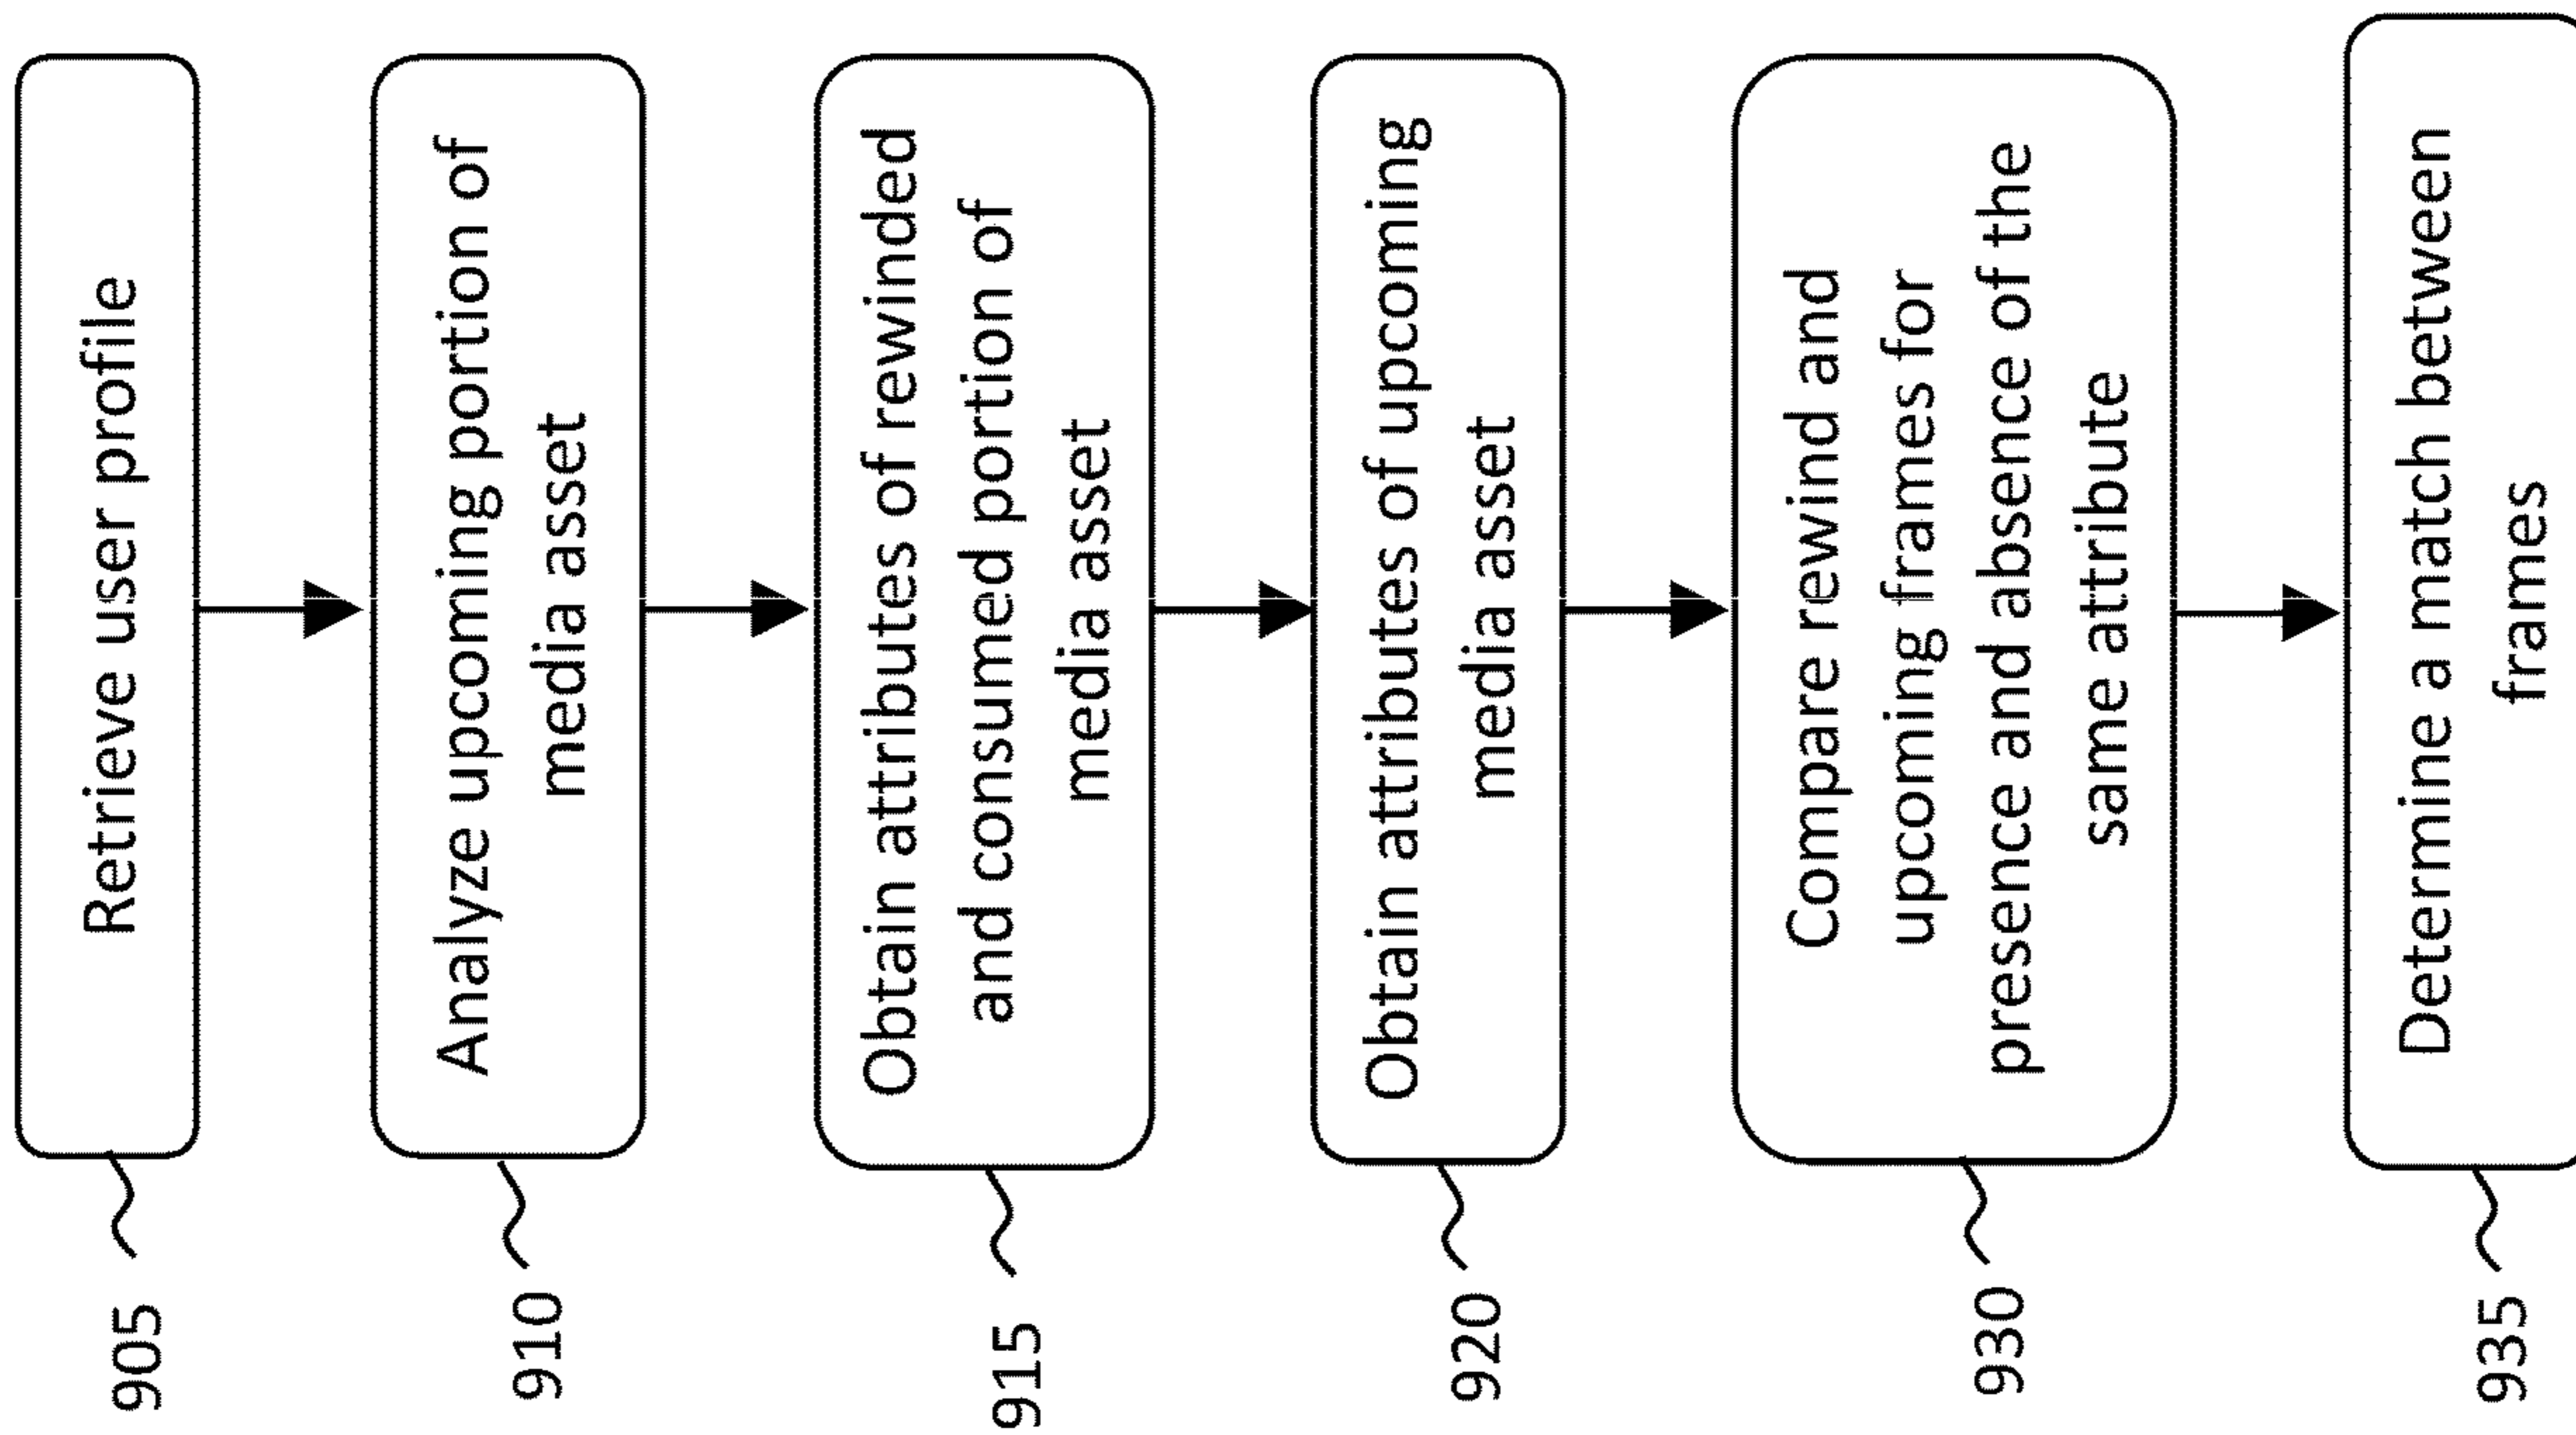 905
Retrieve user profile
910
Analyze upcoming portion of
media asset
915
Obtain attributes of rewinded
and consumed portion of
media asset
920
Obtain attributes of upcoming
media asset
930
Compare rewind and
upcoming frames for
presence and absence of the
same attribute
935
Determine a match between
frames